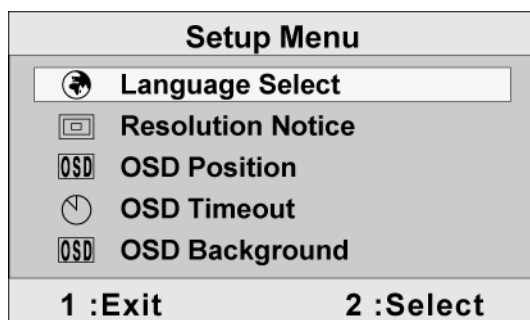 Setup Menu
Language Select
Resolution Notice
OSD OSD Position
OSD Timeout
OSD OSD Background
1 :Exit 2 :Select